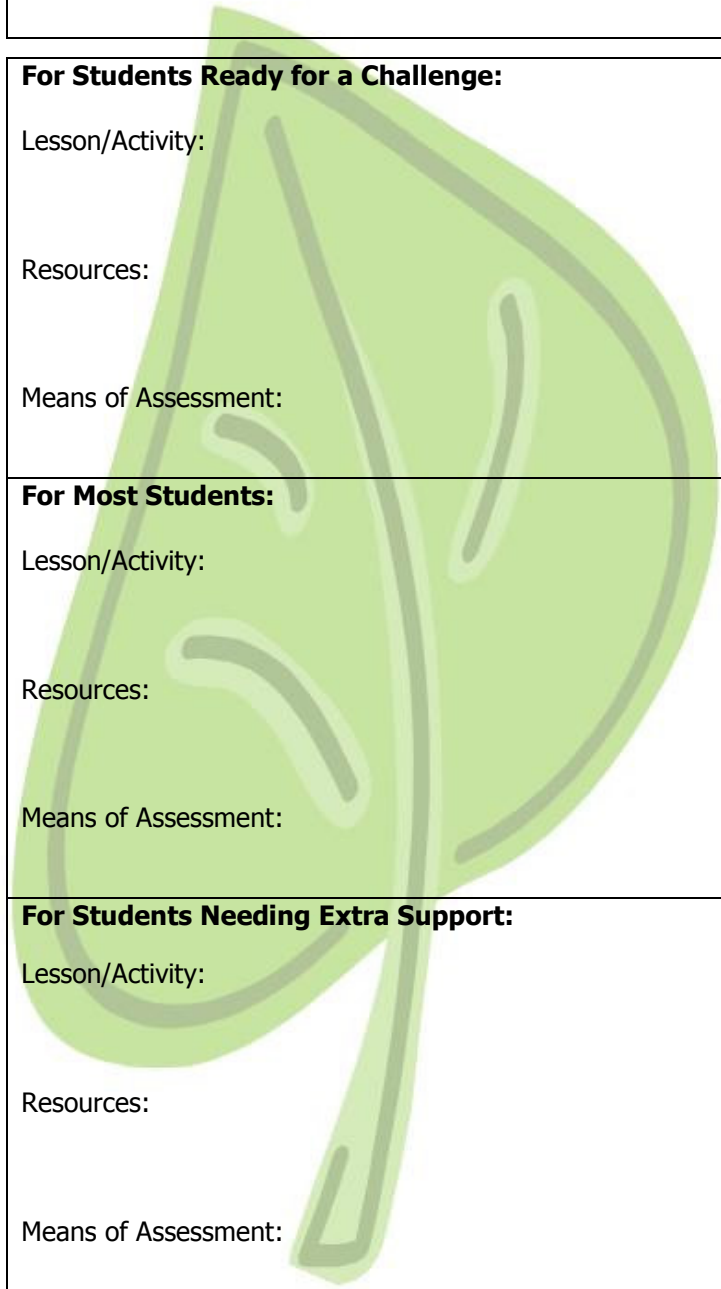 For Students Ready for a Challenge:
Lesson/Activity:
Resources:
Means of Assessment:
For Most Students:
Lesson/Activity:
Resources:
Means of Assessment:
For Students Needing Extra Support:
Lesson/Activity:
Resources:
Means of Assessment: